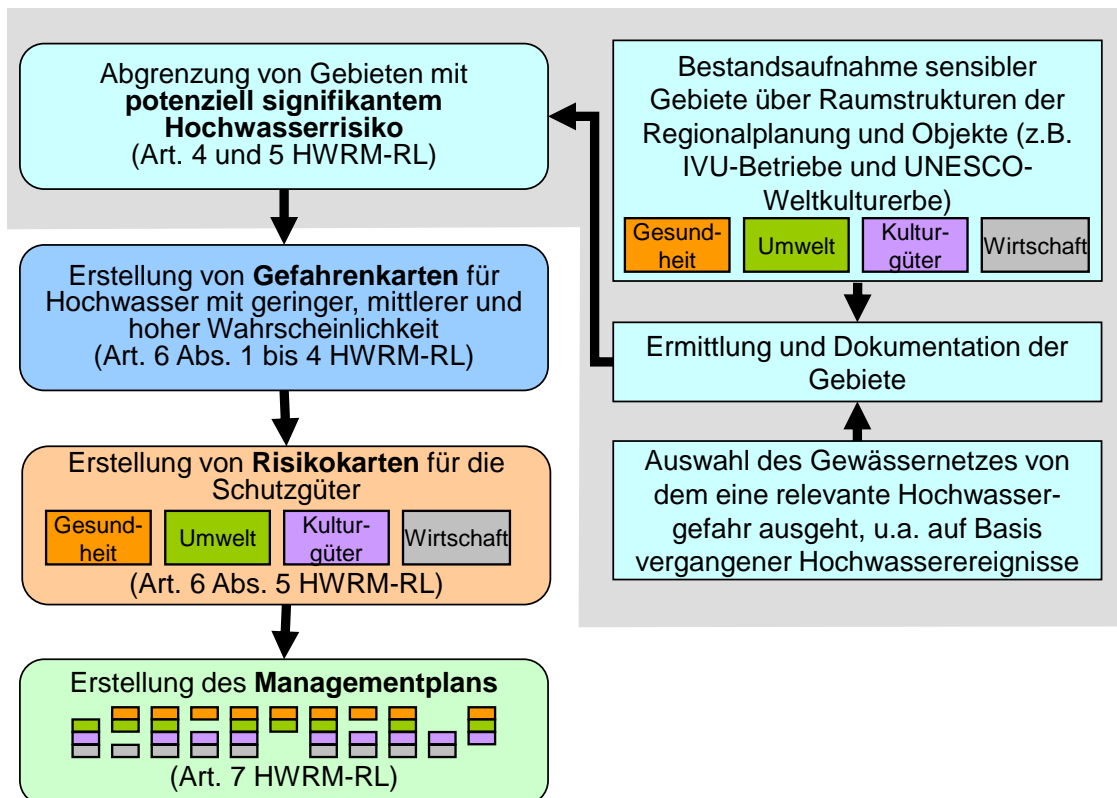 Abgrenzung von Gebieten mit
potenziell signifikantem
Hochwasserrisiko
(Art. 4 und 5 HWRM-RL)
Bestandsaufnahme sensibler
Gebiete über Raumstrukturen der
Regionalplanung und Objekte (z.B.
IVU-Betriebe und UNESCO-
Weltkulturerbe)
Gesund-
heit
Umwelt
Kultur-
güter
Wirtschaft
Ermittlung und Dokumentation der
Gebiete
Auswahl des Gewässernetzes von
dem eine relevante Hochwasser-
gefahr ausgeht, u.a. auf Basis
vergangener Hochwasserereignisse
Erstellung von Gefahrenkarten für
Hochwasser mit geringer, mittlerer und
hoher Wahrscheinlichkeit
(Art. 6 Abs. 1 bis 4 HWRM-RL)
Erstellung von Risikokarten für die
Schutzgüter
Gesund-
heit
Umwelt
Kultur-
güter
Wirtschaft
(Art. 6 Abs. 5 HWRM-RL)
Erstellung des Managementplans
(Art. 7 HWRM-RL)